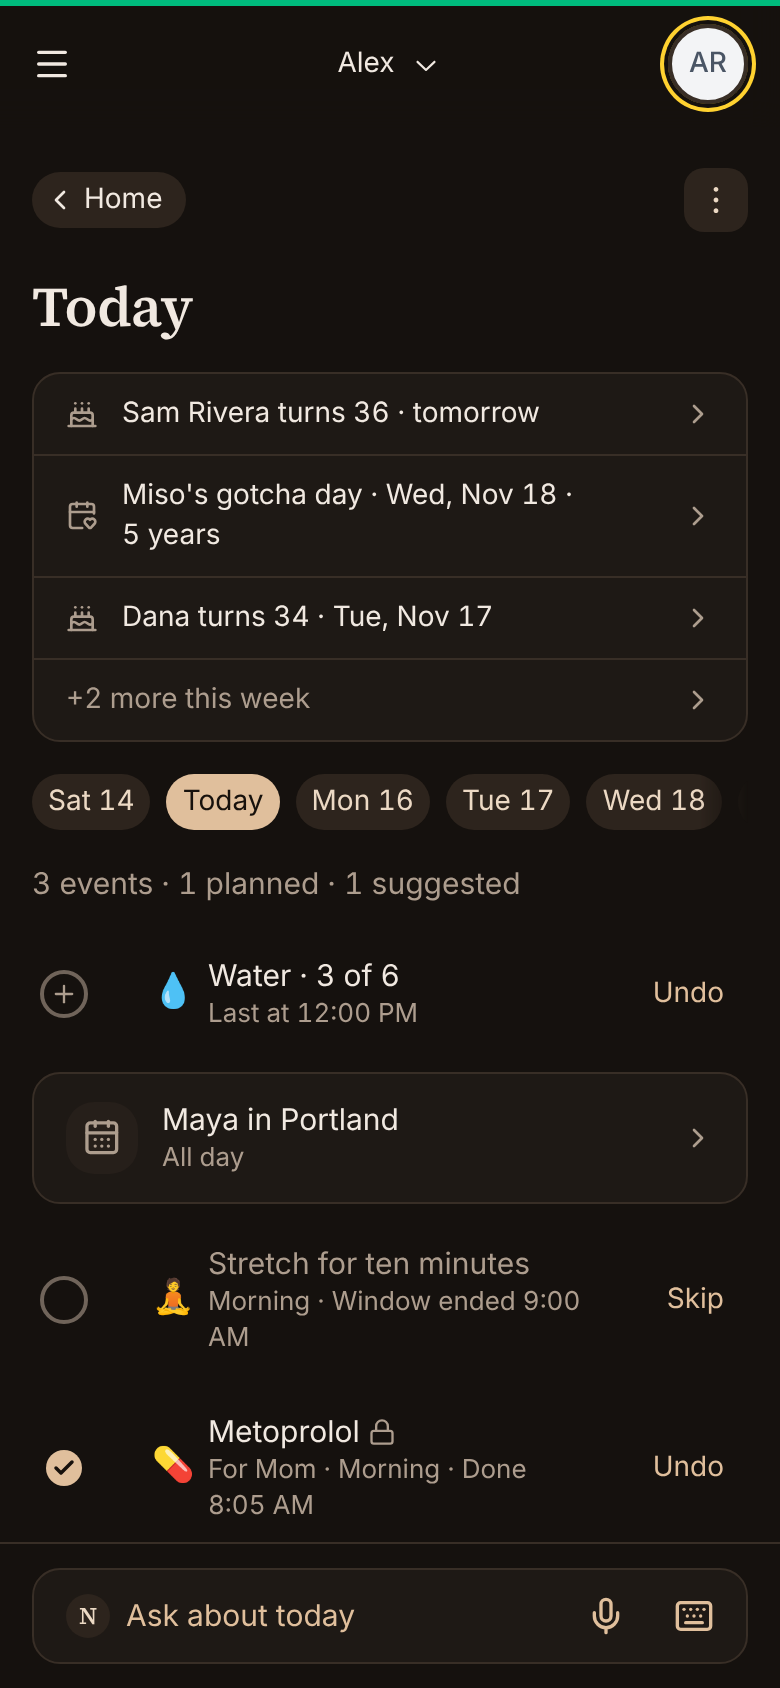 Alex
AR
Home
Today
Sam Rivera turns 36 · tomorrow
Miso's gotcha day · Wed, Nov 18 ·
5 years
Dana turns 34 · Tue, Nov 17
+2 more this week
Sat 14
Today
Mon 16
Tue 17
Wed 18
3 events · 1 planned · 1 suggested
Water · 3 of 6
Last at 12:00 PM
Undo
Maya in Portland
All day
Stretch for ten minutes
Morning · Window ended 9:00
AM
Skip
Metoprolol
For Mom · Morning · Done
8:05 AM
Undo
N
Ask about today